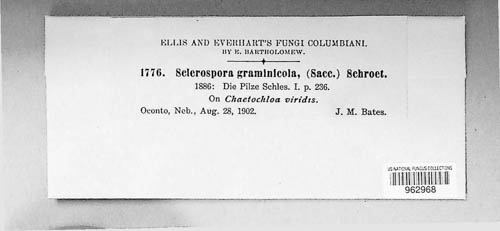 ELLIS AND EVERHART'S FUNGI COLUMBIANI.
BY E. BARTHOLOMEW.
1776. Sclerospora graminicola, (Sacc.) Schroet.
1886: Die Pilze Schles. I. p. 236.
On Chaetochloa viridis.
Oconto, Neb., Aug. 28, 1902. J. M. Bates.
US NATIONAL FUNGUS COLLECTIONS
962968